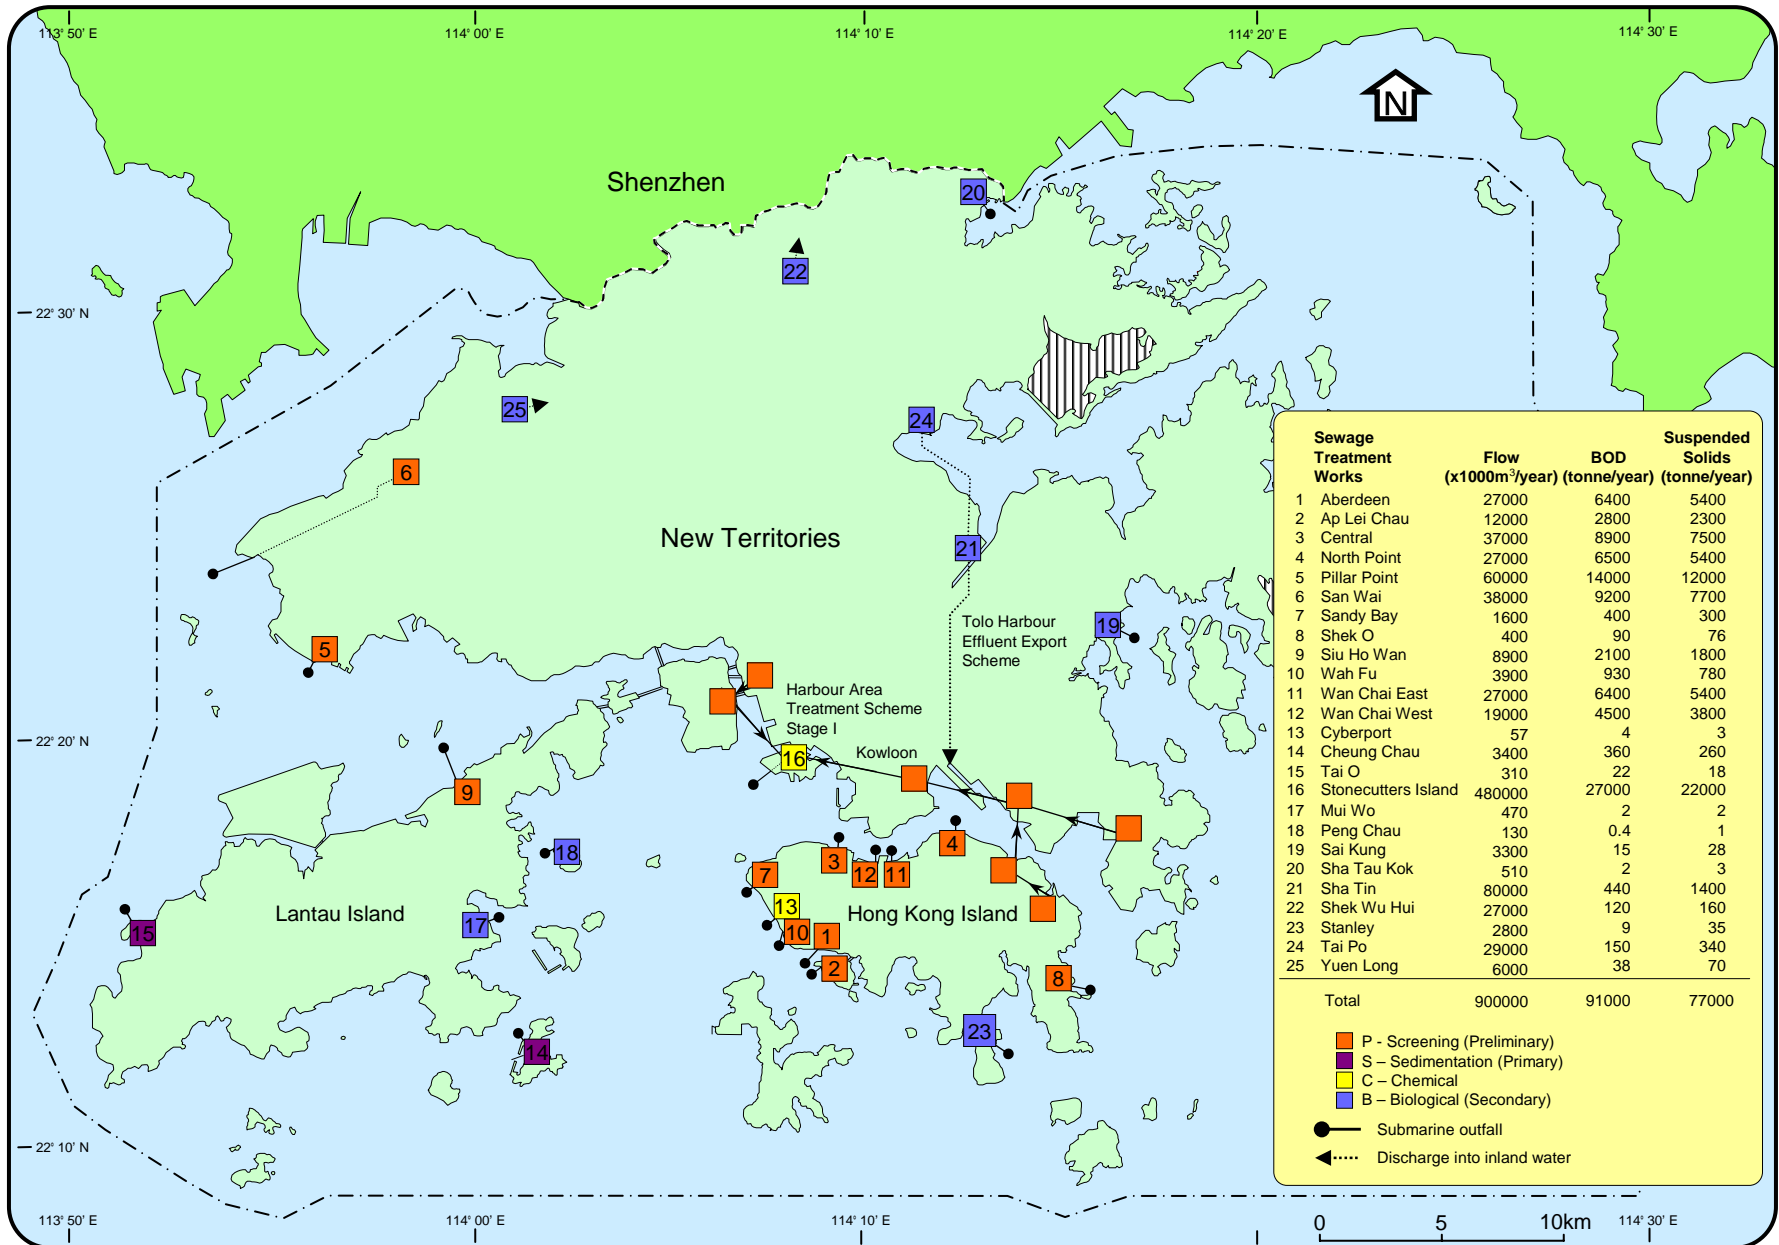 113° 50' E
114° 00' E
114° 10' E
114° 20' E
114° 30' E
N
Shenzhen
20
22
22° 30' N
25
24
6
New Territories
21
Tolo Harbour
Effluent Export
Scheme
19
5
Harbour Area
Treatment Scheme
Stage I
22° 20' N
16
Kowloon
9
4
18
3
12
11
7
13
Lantau Island
Hong Kong Island
17
15
10
1
2
8
23
14
22° 10' N
Sewage Treatment Works Flow (x1000m³/year) BOD (tonne/year) Suspended Solids (tonne/year)
1 Aberdeen 27000 6400 5400
2 Ap Lei Chau 12000 2800 2300
3 Central 37000 8900 7500
4 North Point 27000 6500 5400
5 Pillar Point 60000 14000 12000
6 San Wai 38000 9200 7700
7 Sandy Bay 1600 400 300
8 Shek O 400 90 76
9 Siu Ho Wan 8900 2100 1800
10 Wah Fu 3900 930 780
11 Wan Chai East 27000 6400 5400
12 Wan Chai West 19000 4500 3800
13 Cyberport 57 4 3
14 Cheung Chau 3400 360 260
15 Tai O 310 22 18
16 Stonecutters Island 480000 27000 22000
17 Mui Wo 470 2 2
18 Peng Chau 130 0.4 1
19 Sai Kung 3300 15 28
20 Sha Tau Kok 510 2 3
21 Sha Tin 80000 440 1400
22 Shek Wu Hui 27000 120 160
23 Stanley 2800 9 35
24 Tai Po 29000 150 340
25 Yuen Long 6000 38 70
Total 900000 91000 77000
P - Screening (Preliminary)
S – Sedimentation (Primary)
C – Chemical
B – Biological (Secondary)
Submarine outfall
Discharge into inland water
113° 50' E
114° 00' E
114° 10' E
0 5 10km
114° 30' E